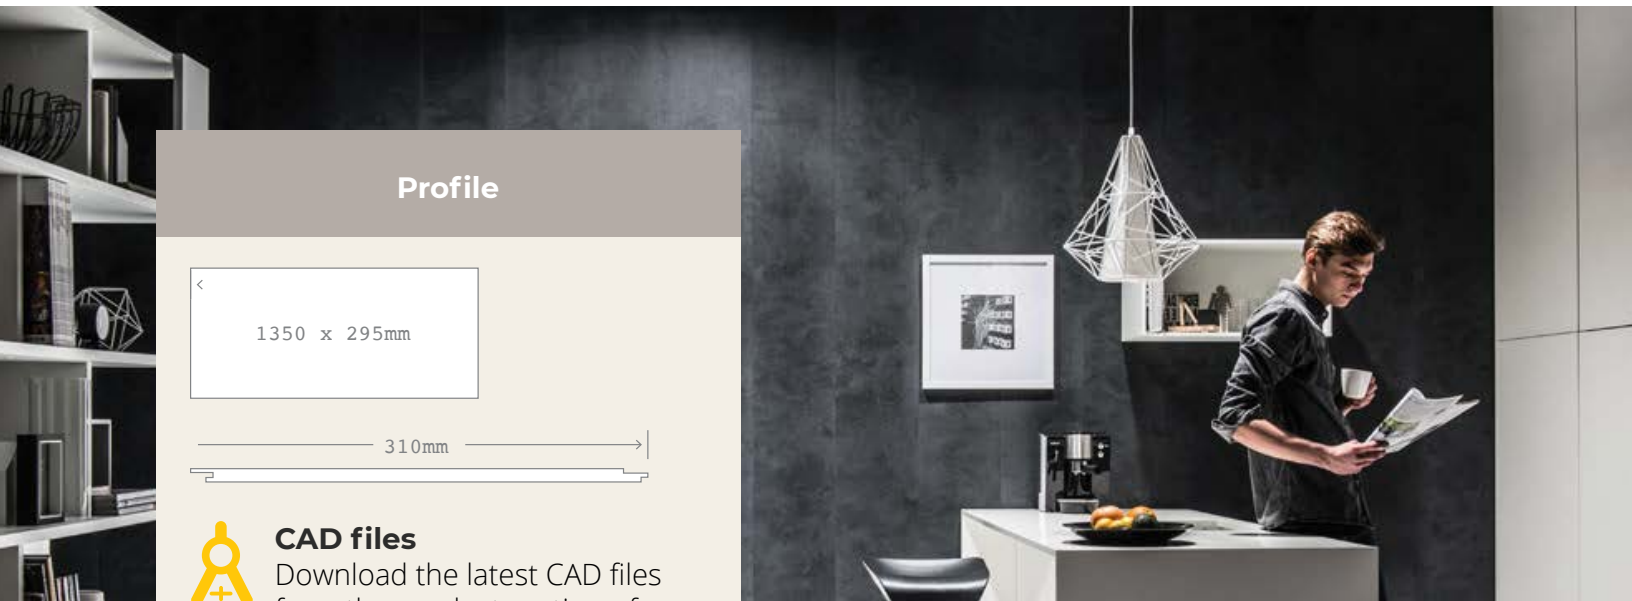 Profile
1350 x 295mm
310mm
CAD files
Download the latest CAD files